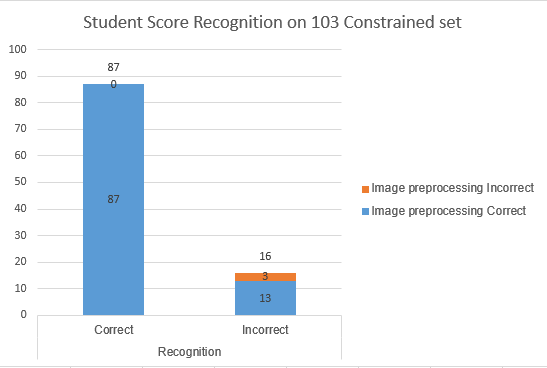 Student Score Recognition on 103 Constrained set
100
90
80
70
60
50
40
30
20
10
0
87
0
87
16
3
13
Correct
Incorrect
Recognition
Image preprocessing Incorrect
Image preprocessing Correct